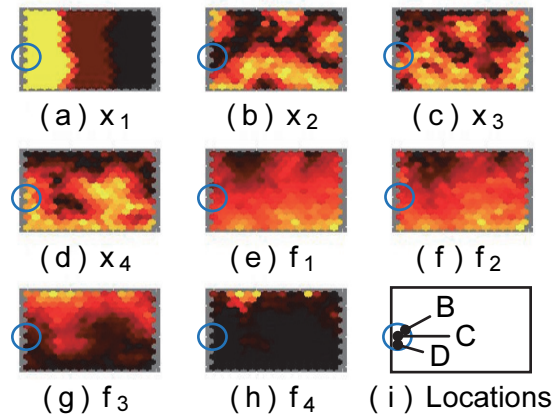 (a) x₁ (b) x₂ (c) x₃
(d) x₄ (e) f₁ (f) f₂
B
C
D
(g) f₃ (h) f₄ (i) Locations